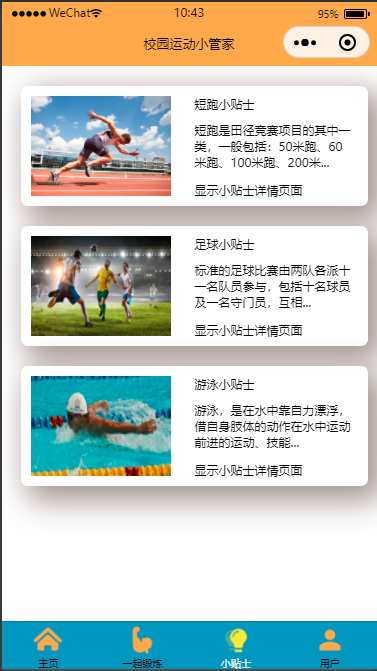 WeChat 10:43 95%
校园运动小管家
短跑小贴士
短跑是田径竞赛项目的其中一
类，一般包括：50米跑、60
米跑、100米跑、200米...
显示小贴士详情页面
足球小贴士
标准的足球比赛由两队各派十
一名队员参与，包括十名球员
及一名守门员，互相...
显示小贴士详情页面
游泳小贴士
游泳，是在水中靠自力漂浮，
借自身肢体的动作在水中运动
前进的运动、技能...
显示小贴士详情页面
主页 一起锻炼 小贴士 用户